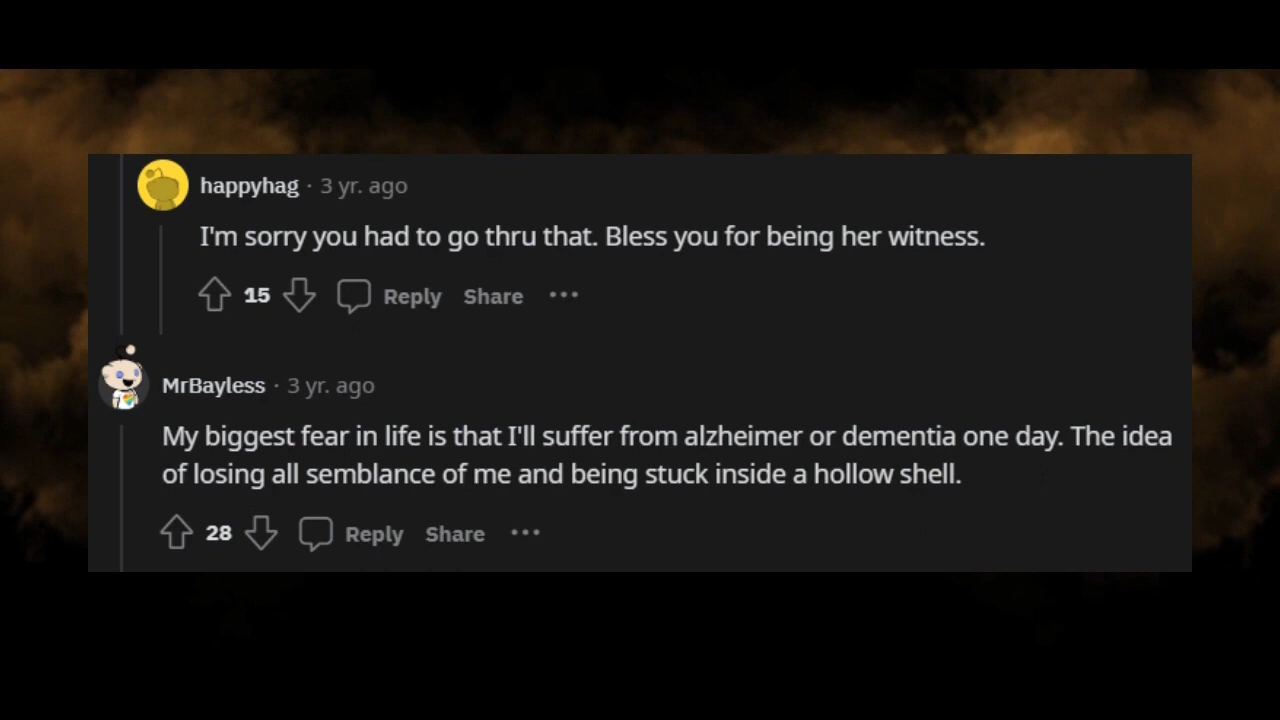 happyhag · 3 yr. ago
I'm sorry you had to go thru that. Bless you for being her witness.
15 Reply Share ···
MrBayless · 3 yr. ago
My biggest fear in life is that I'll suffer from alzheimer or dementia one day. The idea
of losing all semblance of me and being stuck inside a hollow shell.
28 Reply Share ···